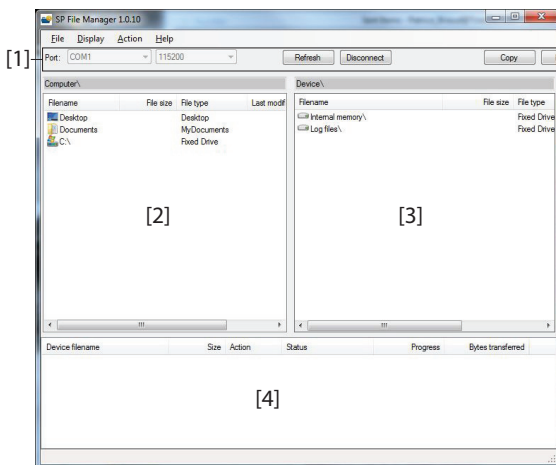 SP File Manager 1.0.10
File Display Action Help
[1]
Port: COM1 115200 Refresh Disconnect Copy
Computer\ Device\
Filename File size File type Last modif Filename File size File type
Desktop Desktop Internal memory\ Fixed Drive
Documents MyDocuments Log files\ Fixed Drive
C:\ Fixed Drive
[2] [3]
Device filename Size Action Status Progress Bytes transferred
[4]